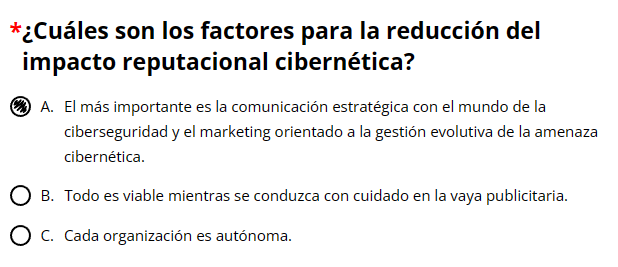 *¿Cuáles son los factores para la reducción del
impacto reputacional cibernética?
A. El más importante es la comunicación estratégica con el mundo de la
ciberseguridad y el marketing orientado a la gestión evolutiva de la amenaza
cibernética.
B. Todo es viable mientras se conduzca con cuidado en la vaya publicitaria.
C. Cada organización es autónoma.